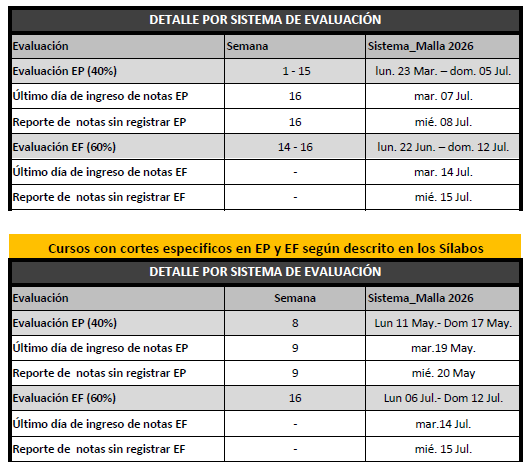 DETALLE POR SISTEMA DE EVALUACIÓN
Evaluación Semana Sistema_Malla 2026
Evaluación EP (40%) 1 - 15 lun. 23 Mar. – dom. 05 Jul.
Último día de ingreso de notas EP 16 mar. 07 Jul.
Reporte de notas sin registrar EP 16 mié. 08 Jul.
Evaluación EF (60%) 14 - 16 lun. 22 Jun. – dom. 12 Jul.
Último día de ingreso de notas EF - mar. 14 Jul.
Reporte de notas sin registrar EF - mié. 15 Jul.
Cursos con cortes especificos en EP y EF según descrito en los Sílabos
DETALLE POR SISTEMA DE EVALUACIÓN
Evaluación Semana Sistema_Malla 2026
Evaluación EP (40%) 8 Lun 11 May.- Dom 17 May.
Último día de ingreso de notas EP 9 mar.19 May.
Reporte de notas sin registrar EP 9 mié. 20 May
Evaluación EF (60%) 16 Lun 06 Jul.- Dom 12 Jul.
Último día de ingreso de notas EF - mar.14 Jul.
Reporte de notas sin registrar EF - mié. 15 Jul.